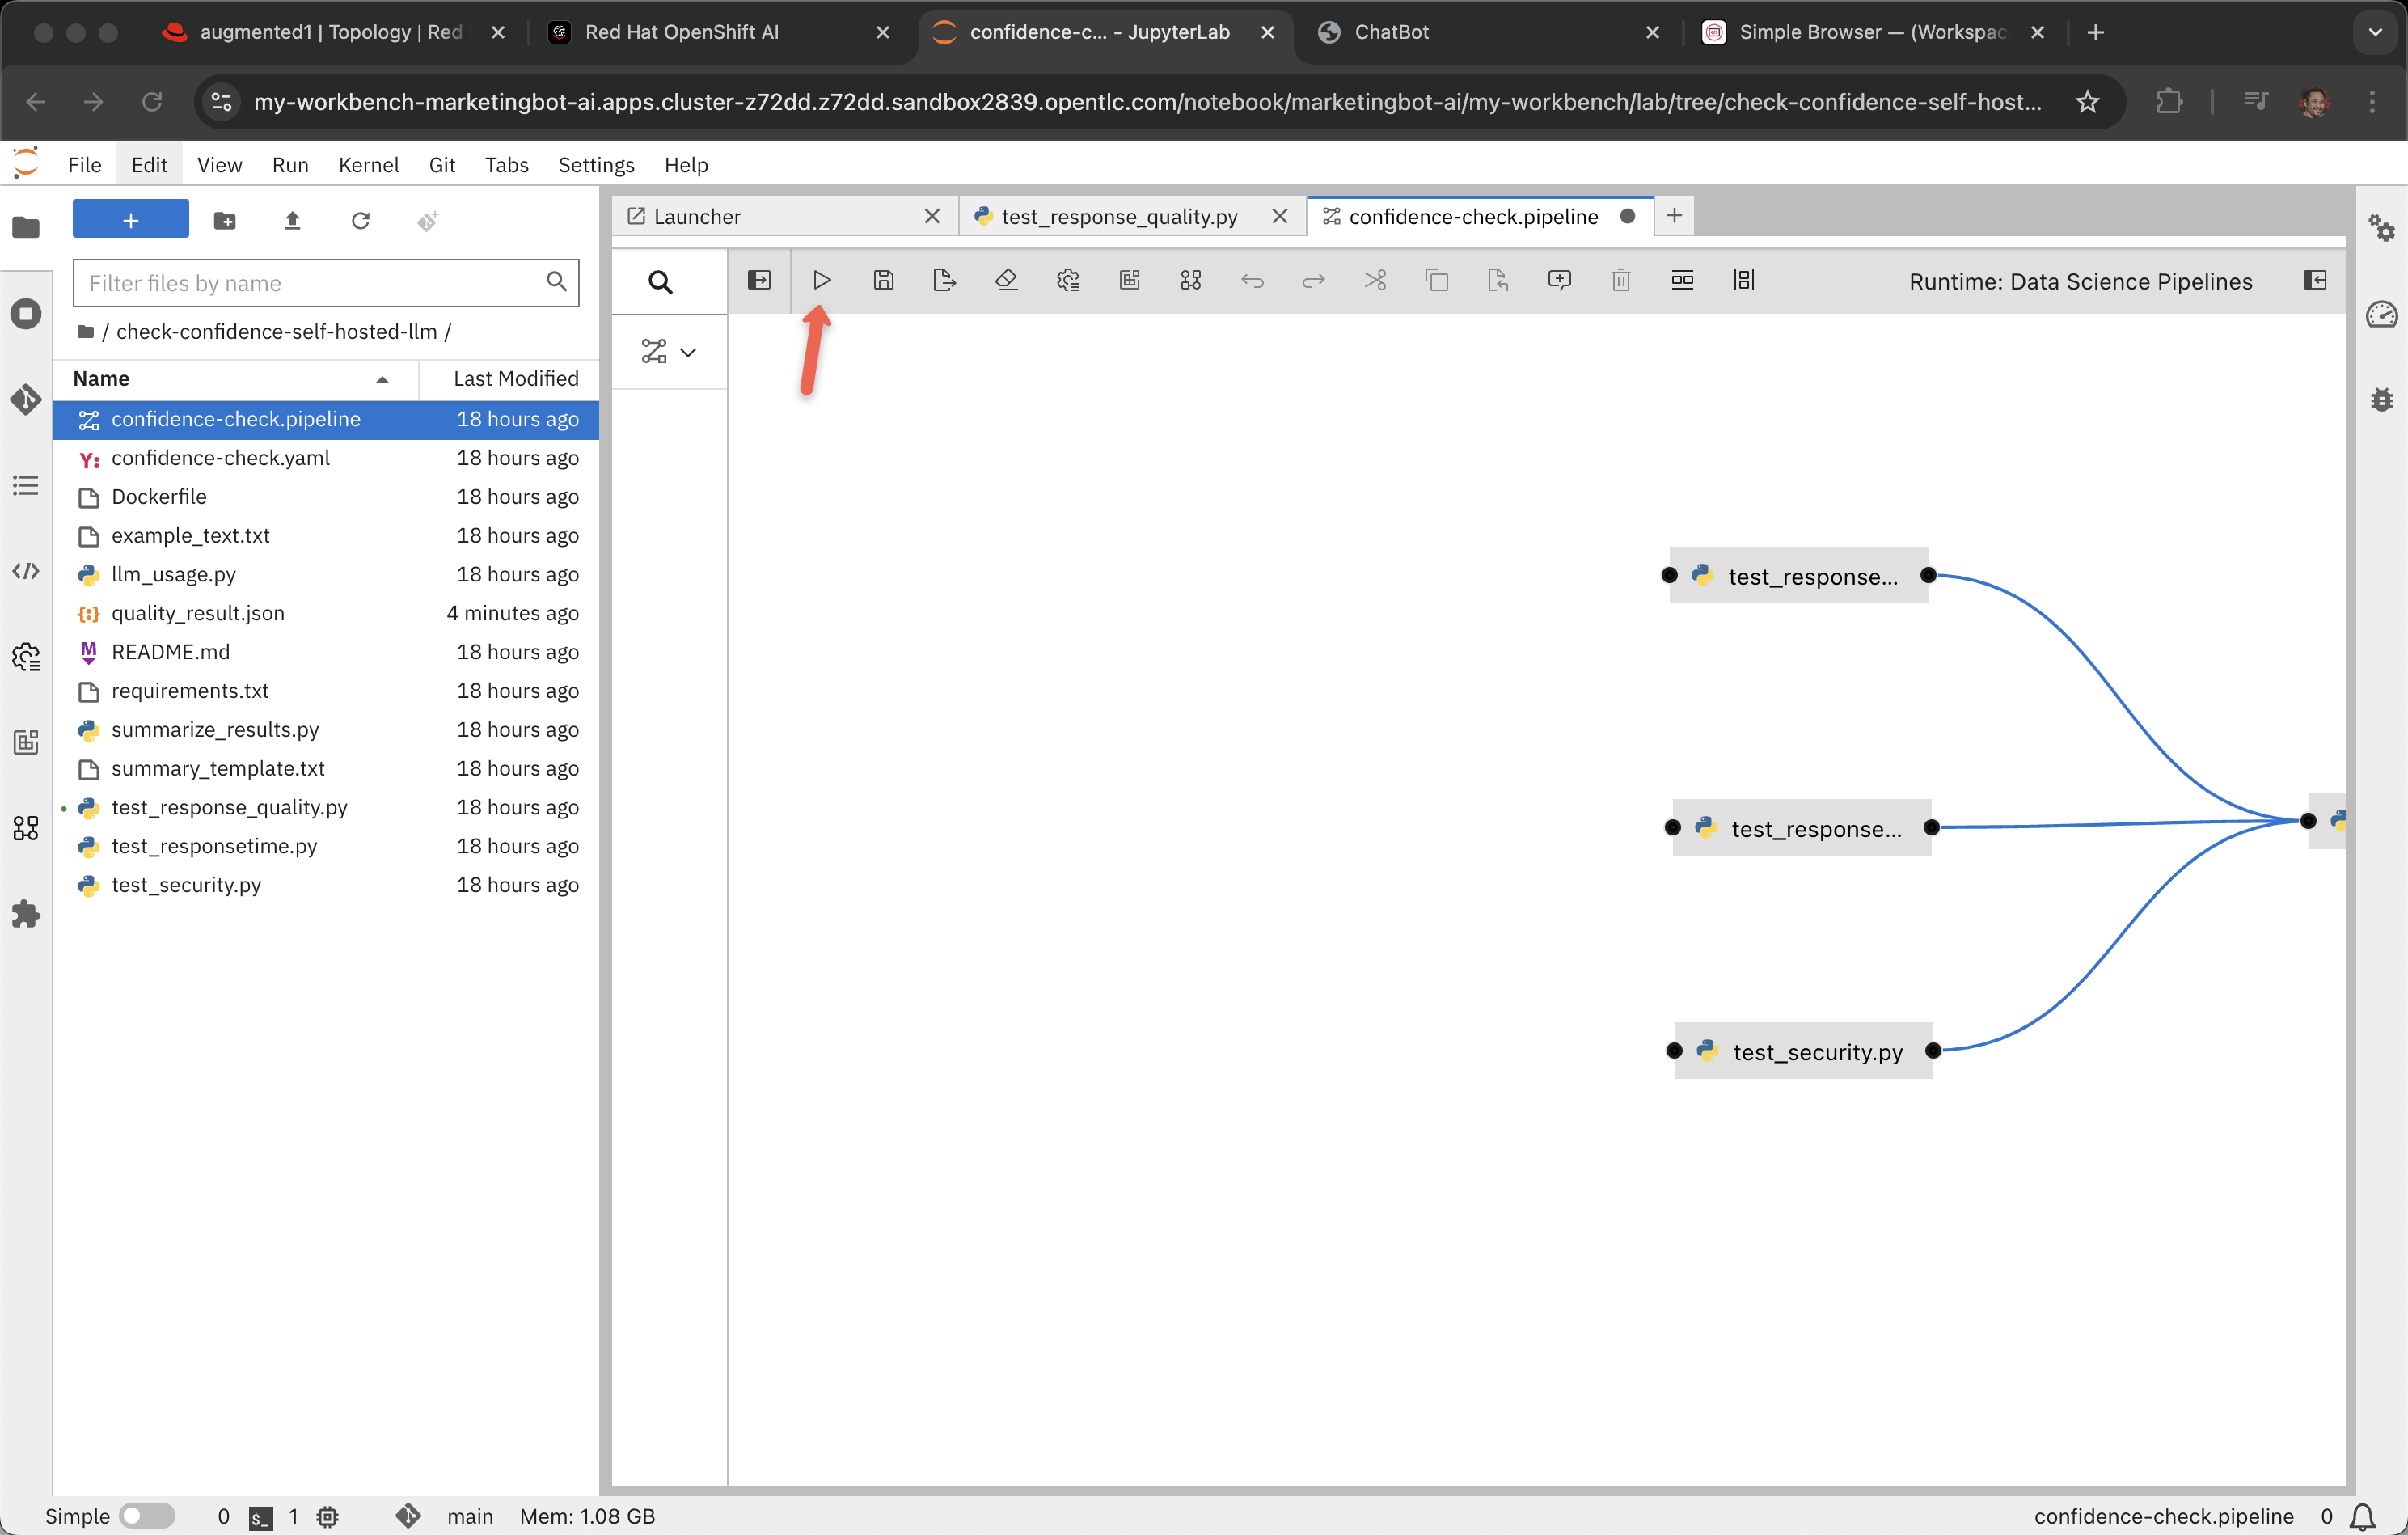 augmented1 | Topology | Red
Red Hat OpenShift AI
confidence-c... - JupyterLab
ChatBot
Simple Browser — (Workspac
my-workbench-marketingbot-ai.apps.cluster-z72dd.z72dd.sandbox2839.opentlc.com/notebook/marketingbot-ai/my-workbench/lab/tree/check-confidence-self-host...
File Edit View Run Kernel Git Tabs Settings Help
Launcher
test_response_quality.py
confidence-check.pipeline
Filter files by name
Runtime: Data Science Pipelines
/ check-confidence-self-hosted-llm /
Name Last Modified
confidence-check.pipeline 18 hours ago
confidence-check.yaml 18 hours ago
Dockerfile 18 hours ago
example_text.txt 18 hours ago
llm_usage.py 18 hours ago
quality_result.json 4 minutes ago
README.md 18 hours ago
requirements.txt 18 hours ago
summarize_results.py 18 hours ago
summary_template.txt 18 hours ago
test_response_quality.py 18 hours ago
test_responsetime.py 18 hours ago
test_security.py 18 hours ago
test_response...
test_response...
test_security.py
Simple 0 $_ 1 main Mem: 1.08 GB confidence-check.pipeline 0